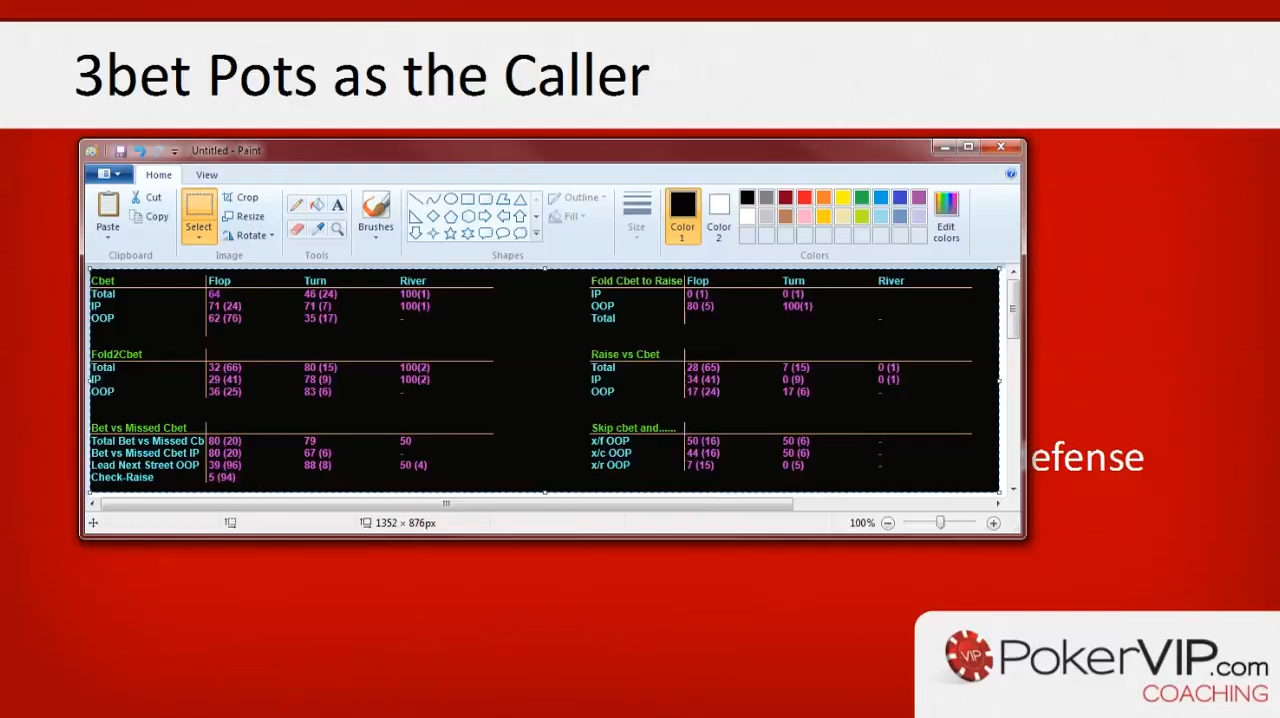 3bet Pots as the Caller
Untitled - Paint
Home View
Paste Cut Copy
Clipboard
Select Crop Resize Rotate
Image
Tools
Brushes
Outline Fill
Shapes
Size
Color 1 Color 2 Edit colors
Colors
Cbet Flop Turn River
Total 64 46 (24) 100(1)
IP 71 (24) 71 (7) 100(1)
OOP 62 (76) 35 (17) -
Fold Cbet to Raise Flop Turn River
IP 0 (1) 0 (1)
OOP 80 (5) 100(1)
Total -
Fold2Cbet
Total 32 (66) 80 (15) 100(2)
IP 29 (41) 78 (9) 100(2)
OOP 36 (25) 83 (6) -
Raise vs Cbet
Total 28 (65) 7 (15) 0 (1)
IP 34 (41) 0 (9) 0 (1)
OOP 17 (24) 17 (6) -
Bet vs Missed Cbet
Total Bet vs Missed Cb 80 (20) 79 50
Bet vs Missed Cbet IP 80 (20) 67 (6) -
Lead Next Street OOP 39 (96) 88 (8) 50 (4)
Check-Raise 5 (94)
Skip cbet and......
x/f OOP 50 (16) 50 (6) -
x/c OOP 44 (16) 50 (6) -
x/r OOP 7 (15) 0 (5) -
efense
1352 × 876px 100%
VIP PokerVIP.com
COACHING